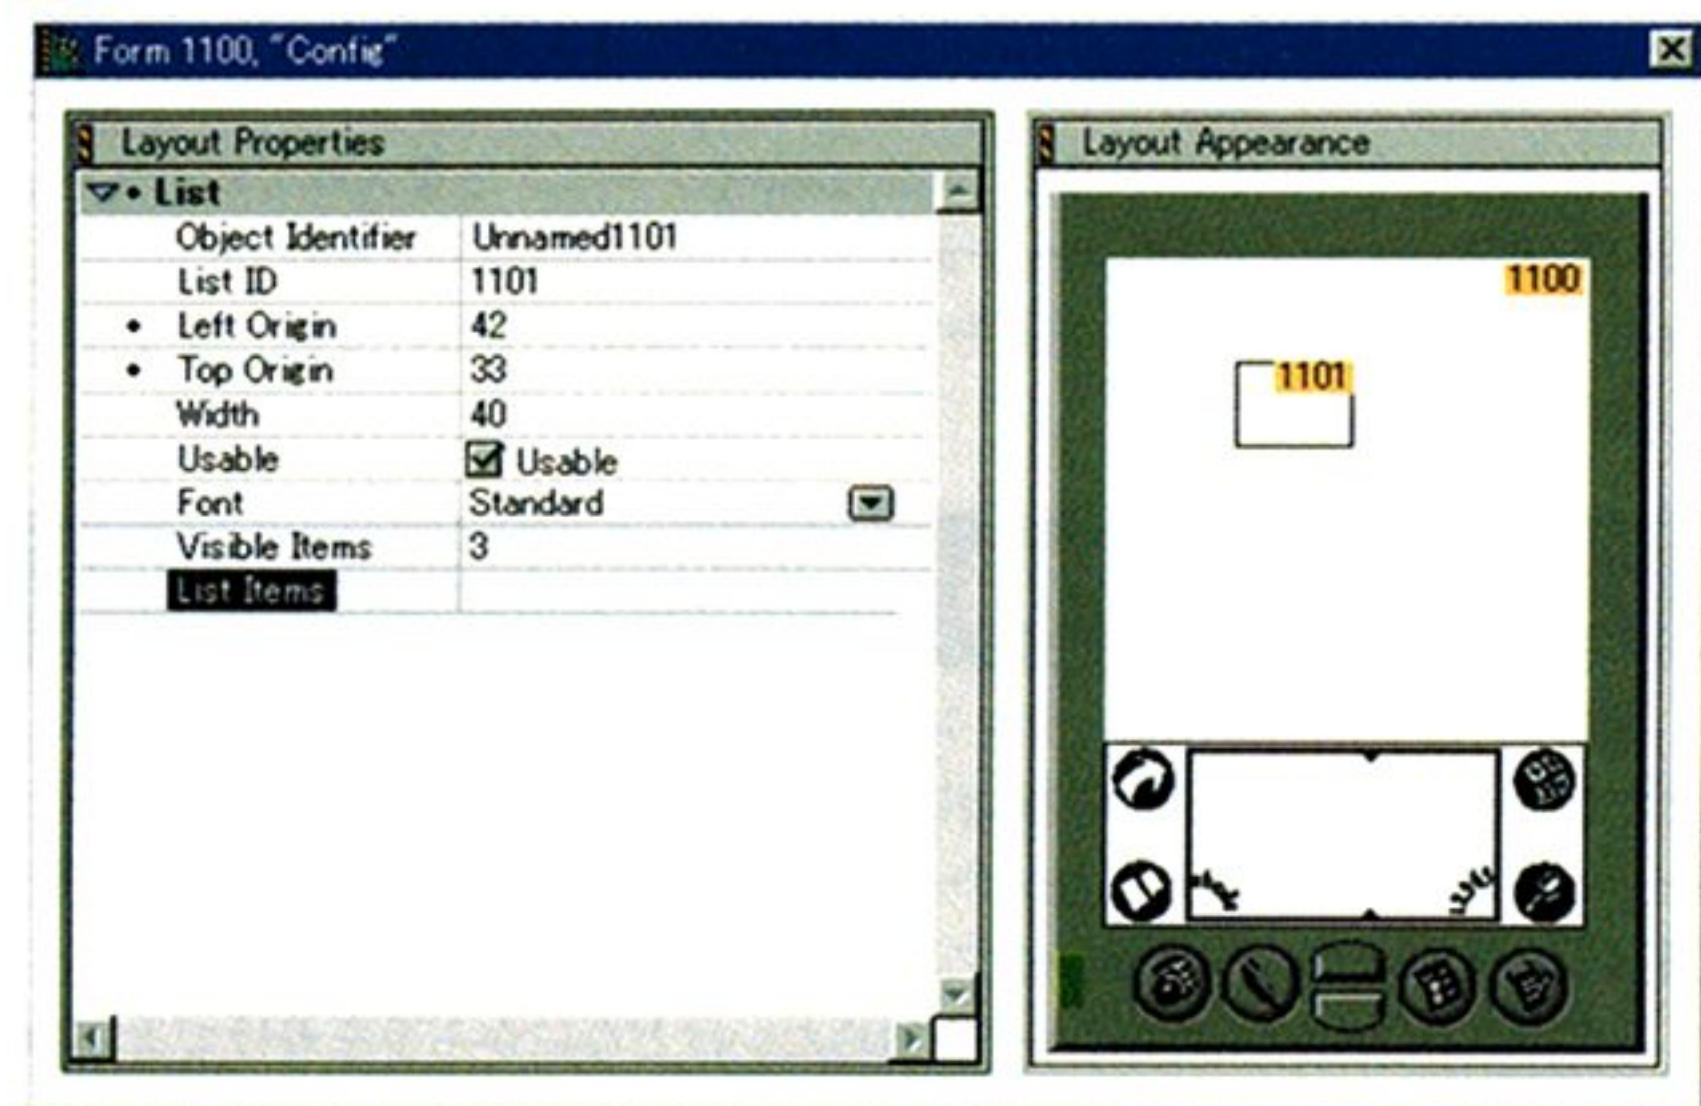 Form 1100, "Config"
Layout Properties
List
Object Identifier Unnamed1101
List ID 1101
• Left Origin 42
• Top Origin 33
Width 40
Usable Usable
Font Standard
Visible Items 3
List Items
Layout Appearance
1100
1101